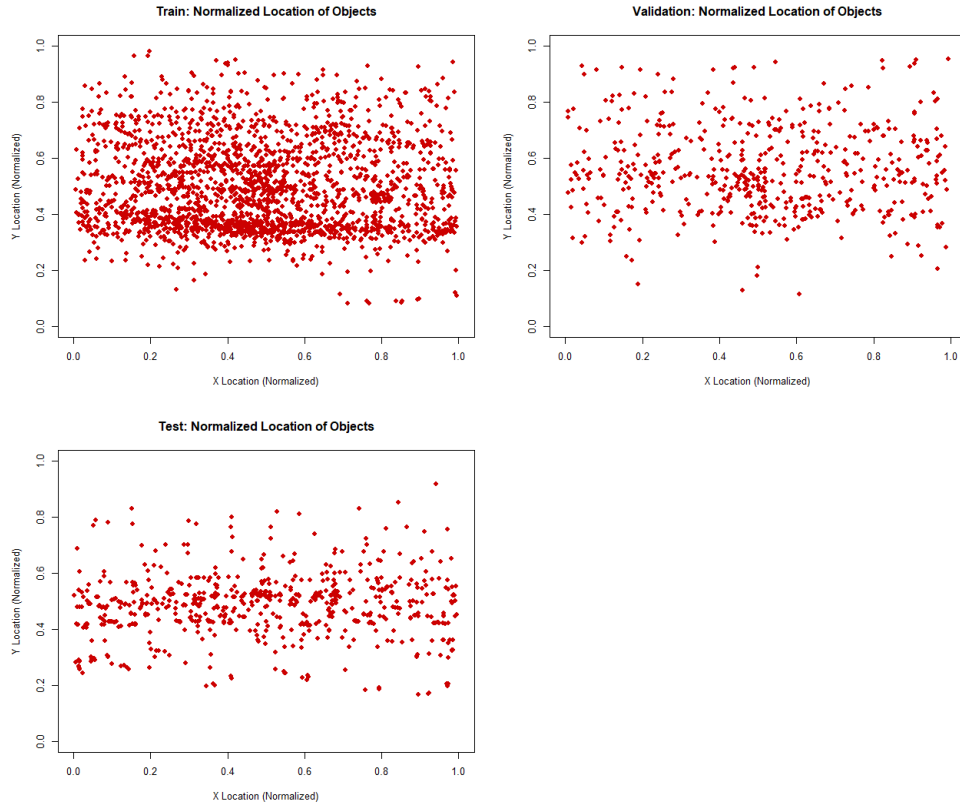 Train: Normalized Location of Objects
Y Location (Normalized)
1.0
0.8
0.6
0.4
0.2
0.0
0.0 0.2 0.4 0.6 0.8 1.0
X Location (Normalized)
Validation: Normalized Location of Objects
Y Location (Normalized)
1.0
0.8
0.6
0.4
0.2
0.0
0.0 0.2 0.4 0.6 0.8 1.0
X Location (Normalized)
Test: Normalized Location of Objects
Y Location (Normalized)
1.0
0.8
0.6
0.4
0.2
0.0
0.0 0.2 0.4 0.6 0.8 1.0
X Location (Normalized)